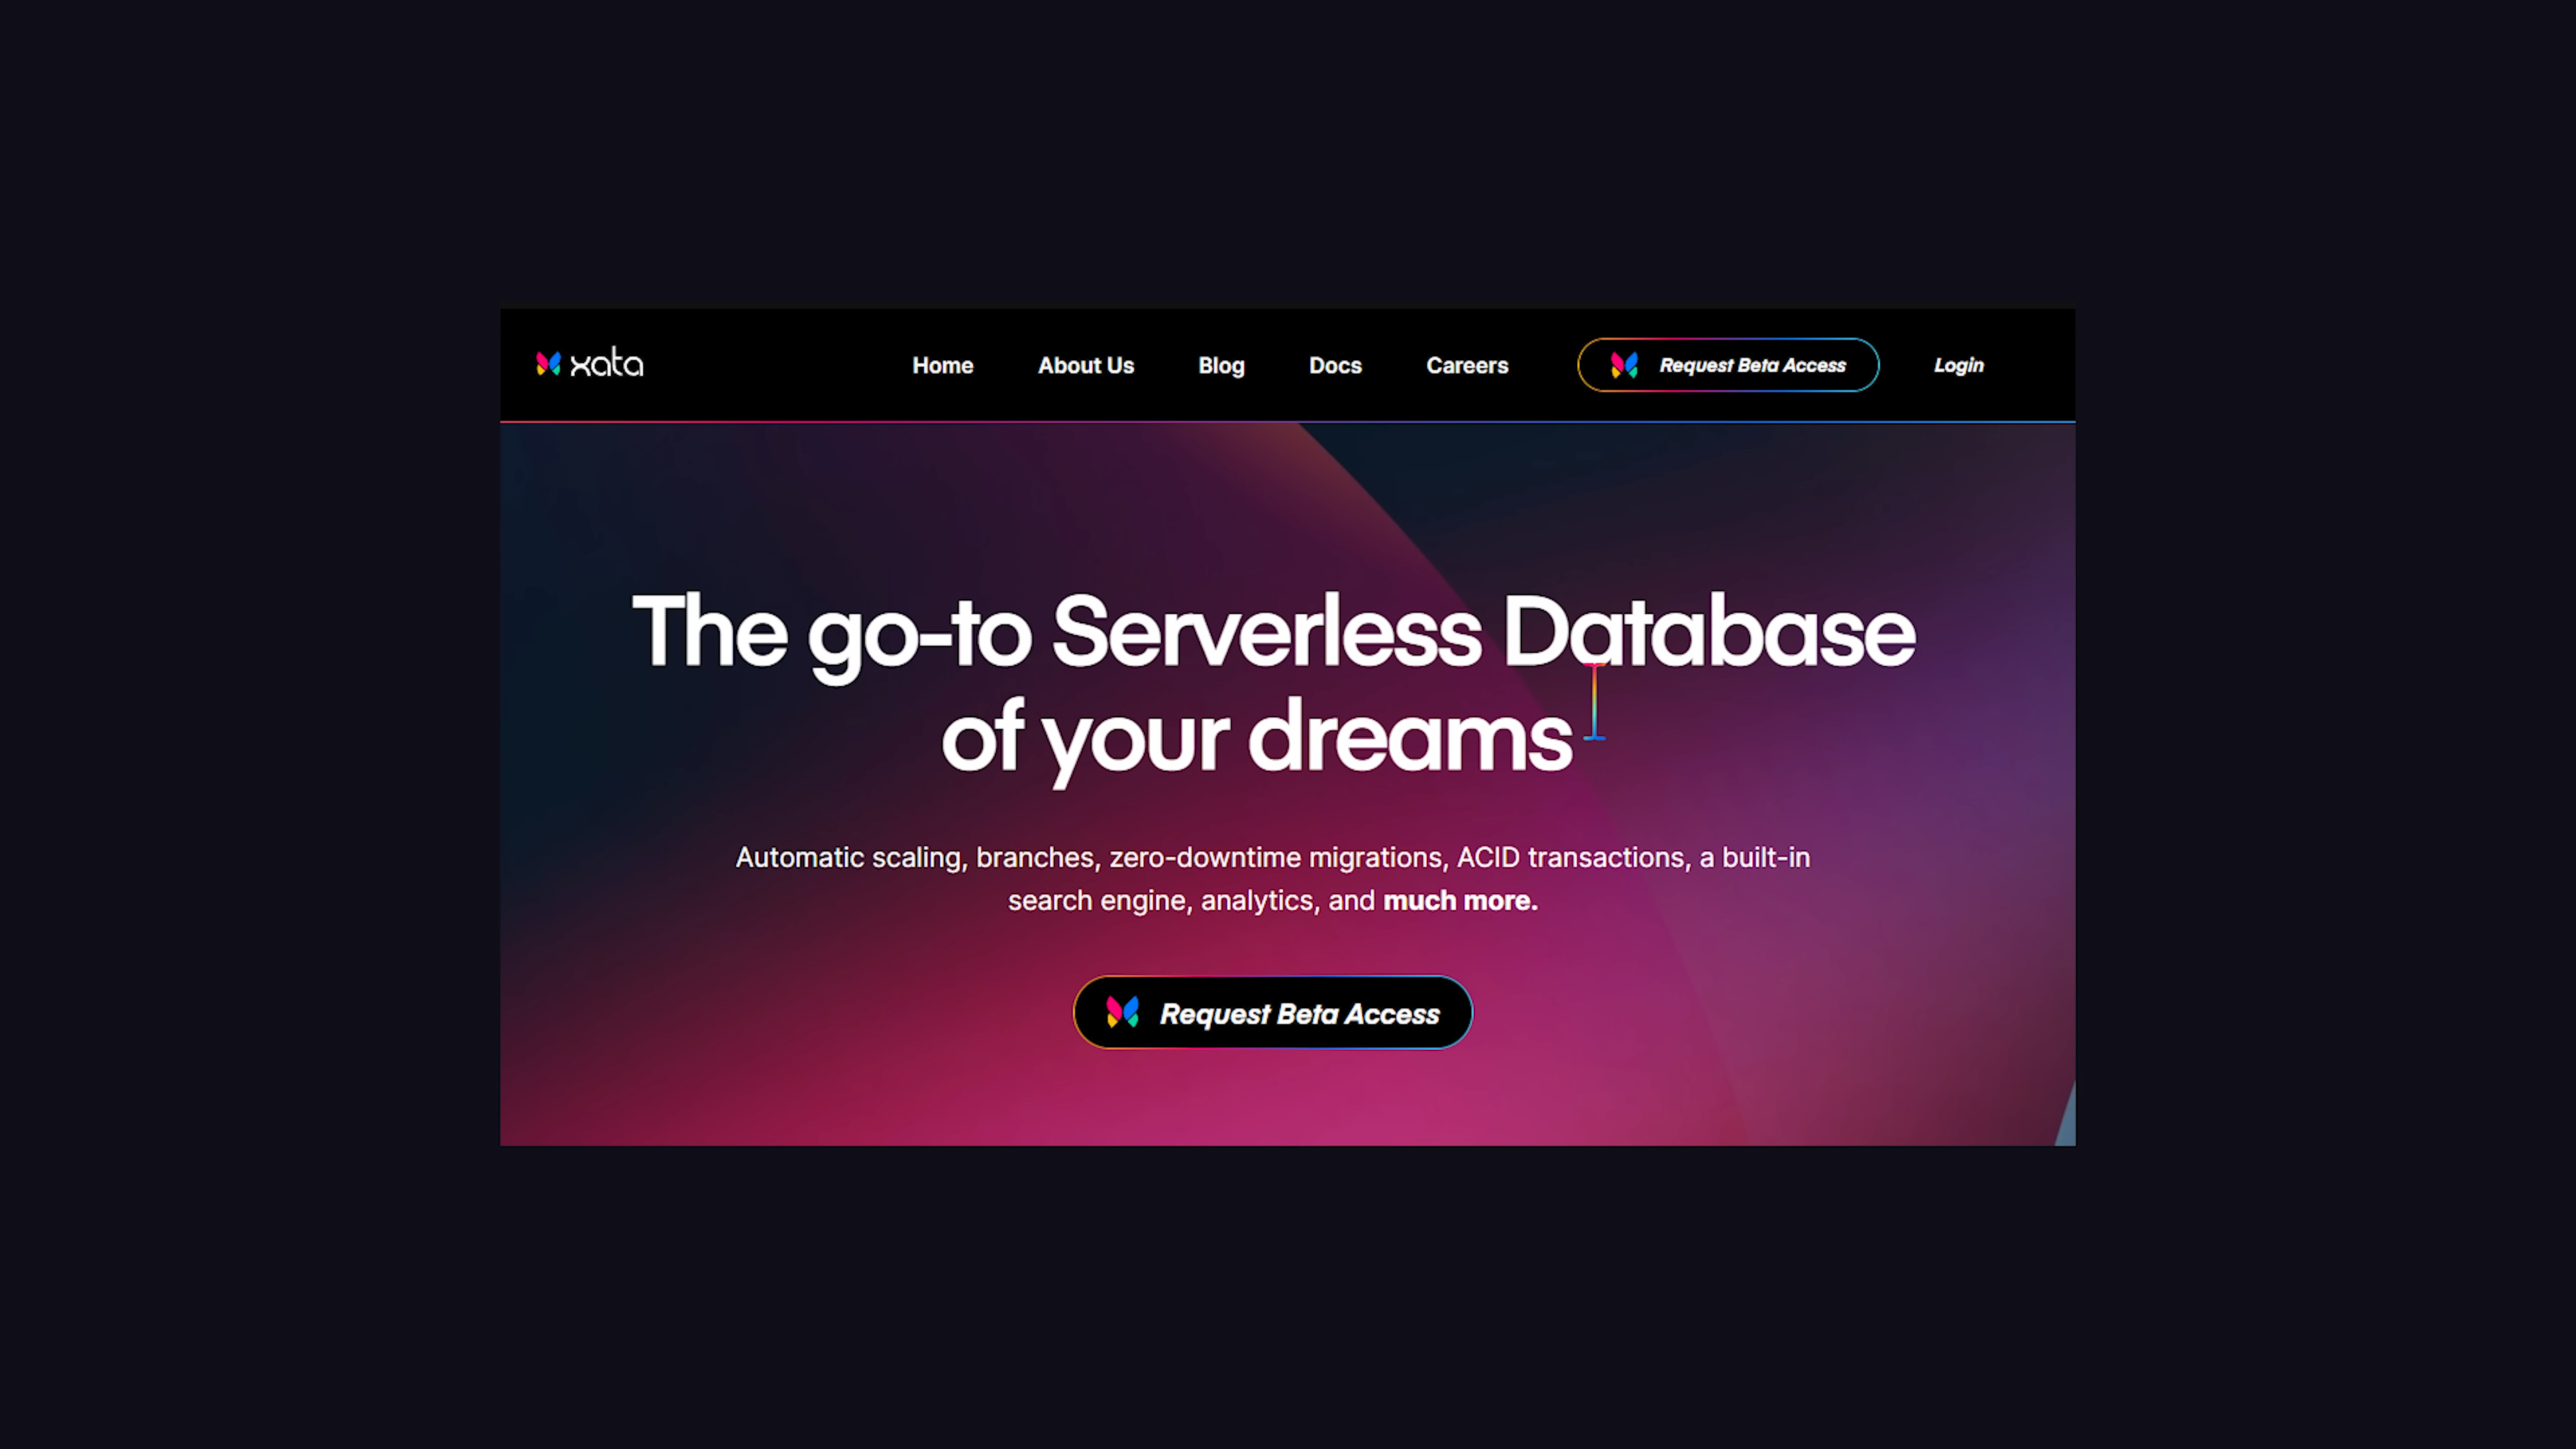 xata
Home About Us Blog Docs Careers Request Beta Access Login
The go-to Serverless Database
of your dreams
Automatic scaling, branches, zero-downtime migrations, ACID transactions, a built-in
search engine, analytics, and much more.
Request Beta Access